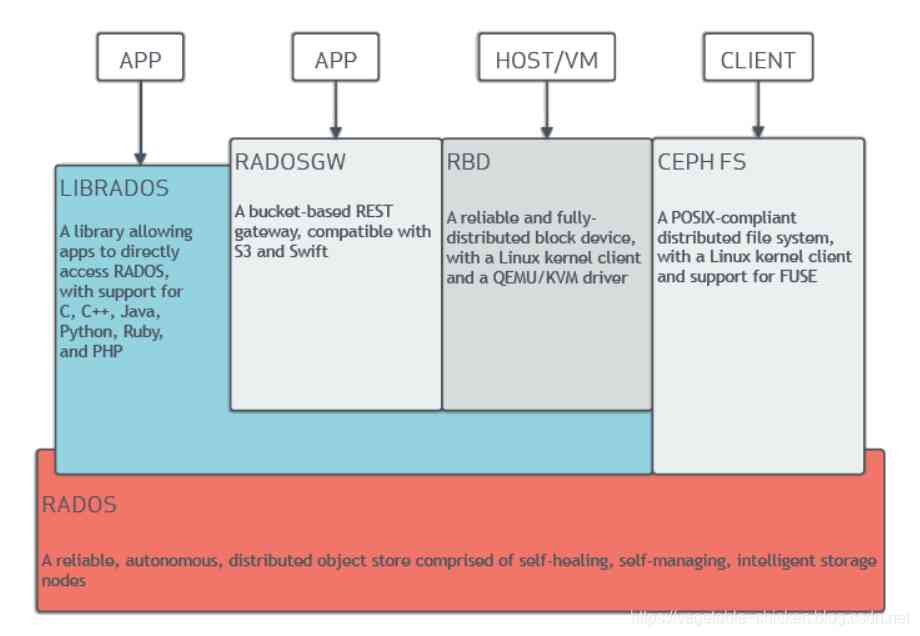 APP
APP
HOST/VM
CLIENT
LIBRADOS
A library allowing
apps to directly
access RADOS,
with support for
C, C++, Java,
Python, Ruby,
and PHP
RADOSGW
A bucket-based REST
gateway, compatible with
S3 and Swift
RBD
A reliable and fully-
distributed block device,
with a Linux kernel client
and a QEMU/KVM driver
CEPH FS
A POSIX-compliant
distributed file system,
with a Linux kernel client
and support for FUSE
RADOS
A reliable, autonomous, distributed object store comprised of self-healing, self-managing, intelligent storage
nodes
https://vegetable-chicken.blog.csdn.net